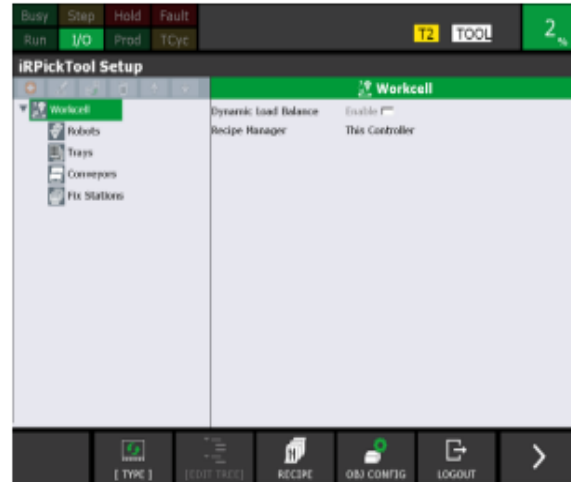 Busy Step Hold Fault
Run I/O Prod TCyc
T2 TOOL 2 %
iRPickTool Setup
Workcell
Workcell
Dynamic Load Balance Enable
Robots
Recipe Manager This Controller
Trays
Conveyors
Fix Stations
[ TYPE ] [EDIT TREE] RECIPE OBJ CONFIG LOGOUT